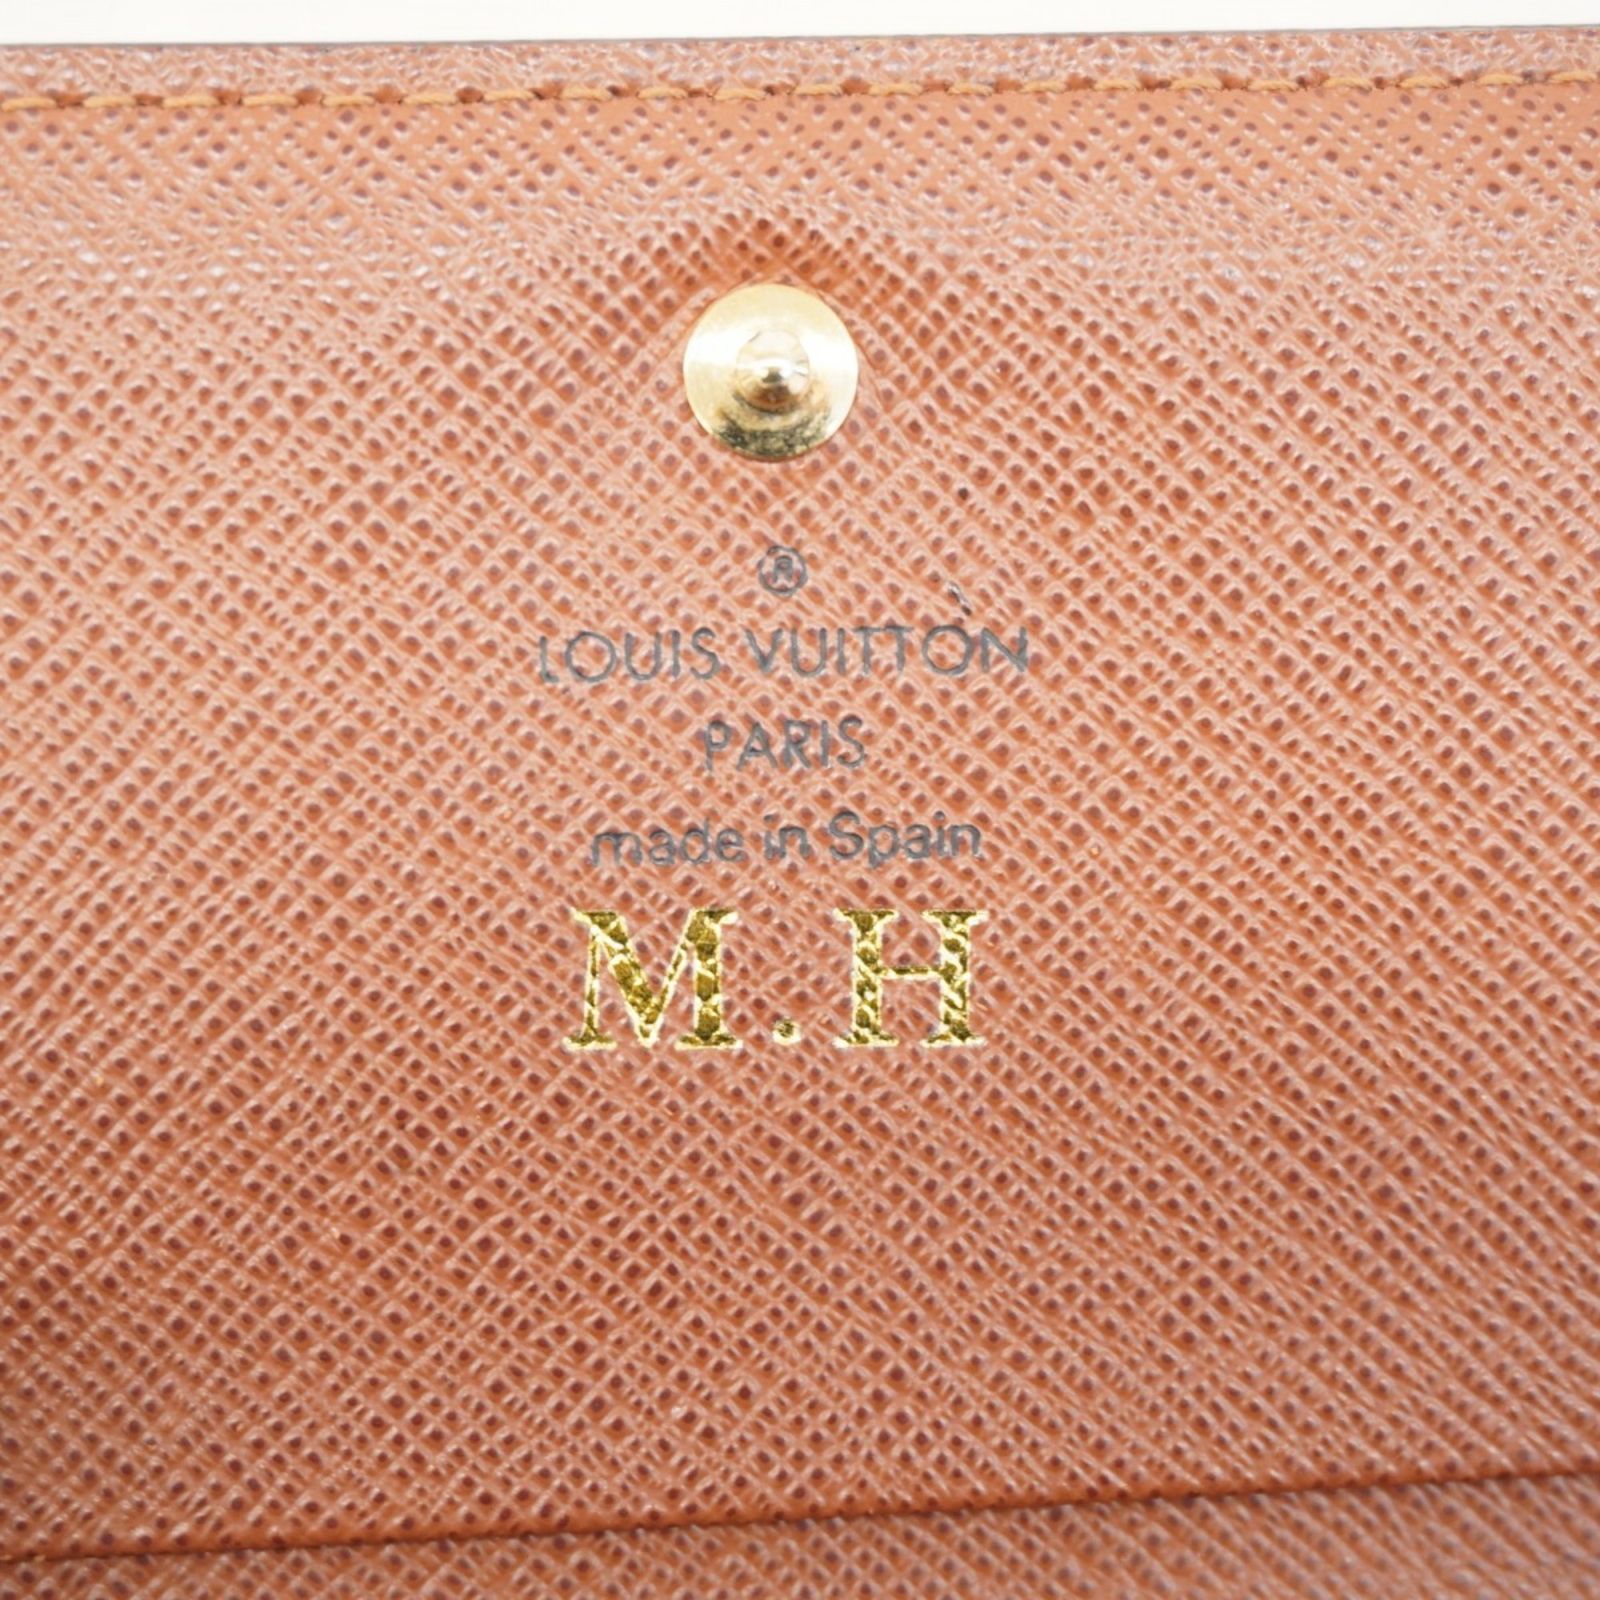 ®
LOUIS VUITTON
PARIS
made in Spain
M.H